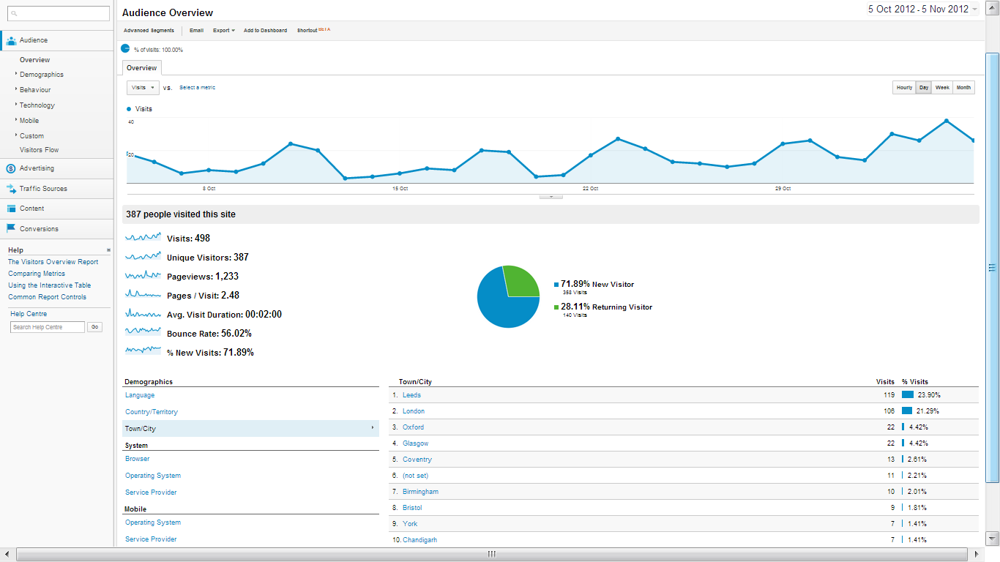 Audience Overview
5 Oct 2012 - 5 Nov 2012
Advanced Segments
Email
Export
Add to Dashboard
Shortcut BETA
% of visits: 100.00%
Overview
Visits
vs.
Select a metric
Hourly
Day
Week
Month
Visits
40
20
8 Oct
15 Oct
22 Oct
29 Oct
Audience
Overview
Demographics
Behaviour
Technology
Mobile
Custom
Visitors Flow
Advertising
Traffic Sources
Content
Conversions
Help
The Visitors Overview Report
Comparing Metrics
Using the Interactive Table
Common Report Controls
Help Centre
Search Help Centre
Go
387 people visited this site
Visits: 498
Unique Visitors: 387
Pageviews: 1,233
Pages / Visit: 2.48
Avg. Visit Duration: 00:02:00
Bounce Rate: 56.02%
% New Visits: 71.89%
71.89% New Visitor
358 Visits
28.11% Returning Visitor
140 Visits
Demographics
Language
Country/Territory
Town/City
System
Browser
Operating System
Service Provider
Mobile
Operating System
Service Provider
Town/City Visits % Visits
1. Leeds 119 23.90%
2. London 106 21.29%
3. Oxford 22 4.42%
4. Glasgow 22 4.42%
5. Coventry 13 2.61%
6. (not set) 11 2.21%
7. Birmingham 10 2.01%
8. Bristol 9 1.81%
9. York 7 1.41%
10. Chandigarh 7 1.41%